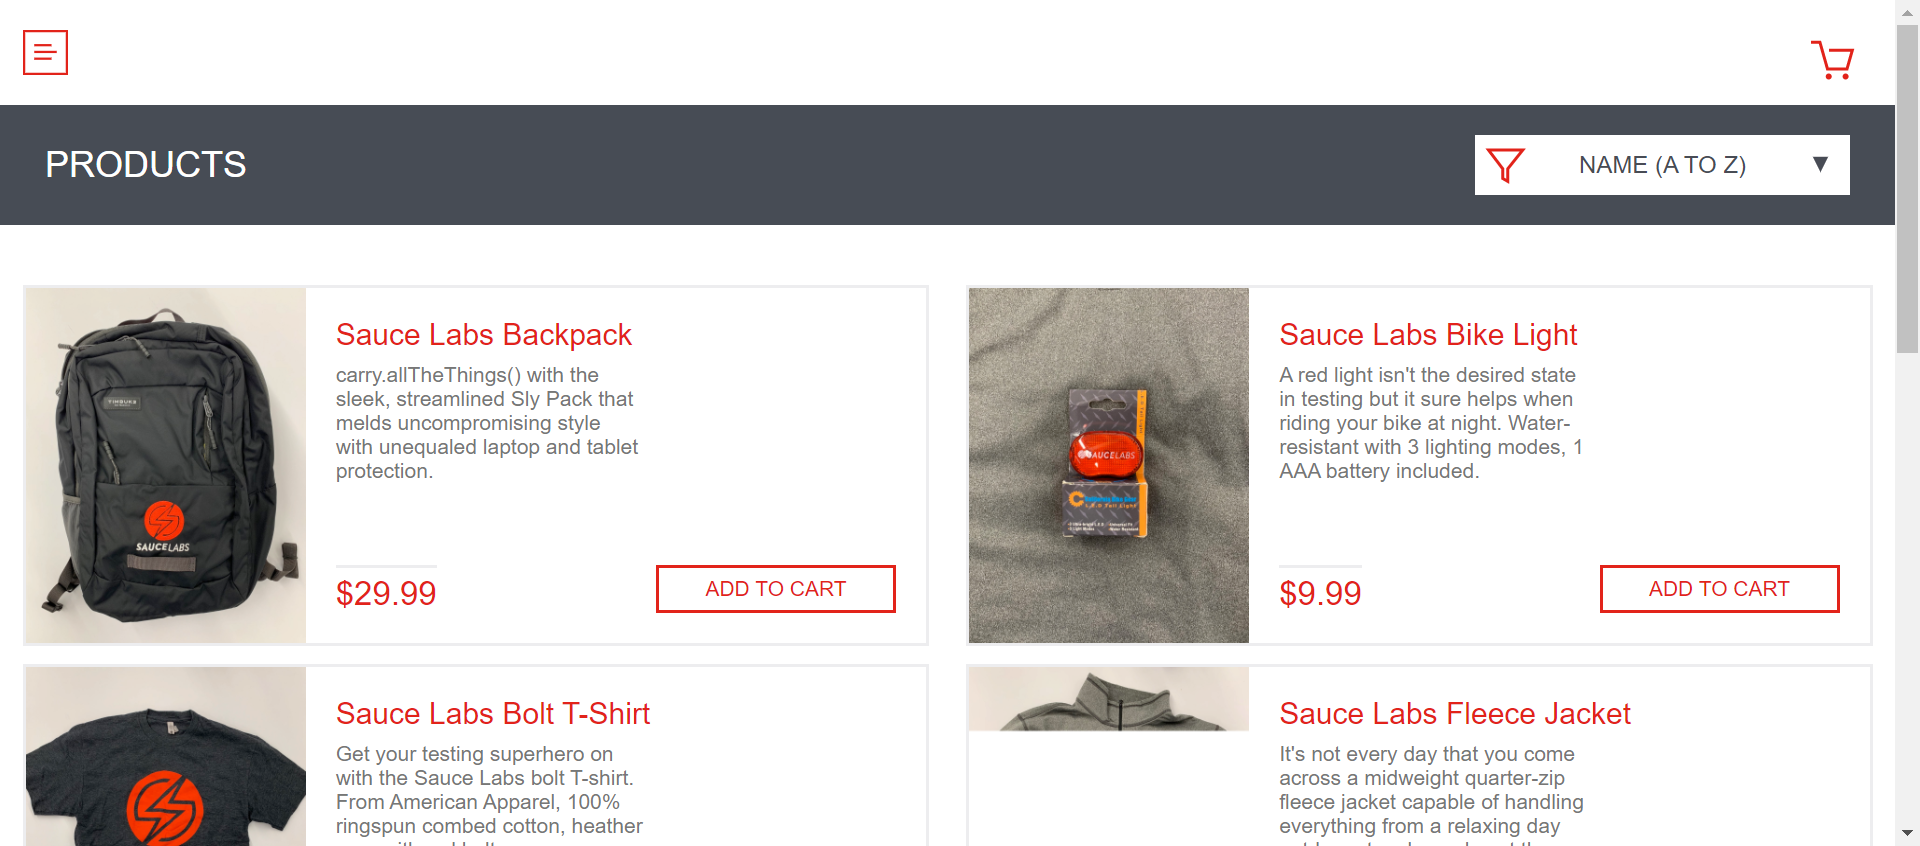 PRODUCTS
NAME (A TO Z)
Sauce Labs Backpack
carry.allTheThings() with the
sleek, streamlined Sly Pack that
melds uncompromising style
with unequaled laptop and tablet
protection.
$29.99
ADD TO CART
SAUCELABS
Sauce Labs Bike Light
A red light isn't the desired state
in testing but it sure helps when
riding your bike at night. Water-
resistant with 3 lighting modes, 1
AAA battery included.
$9.99
ADD TO CART
SAUCELABS
Sauce Labs Bolt T-Shirt
Get your testing superhero on
with the Sauce Labs bolt T-shirt.
From American Apparel, 100%
ringspun combed cotton, heather
Sauce Labs Fleece Jacket
It's not every day that you come
across a midweight quarter-zip
fleece jacket capable of handling
everything from a relaxing day